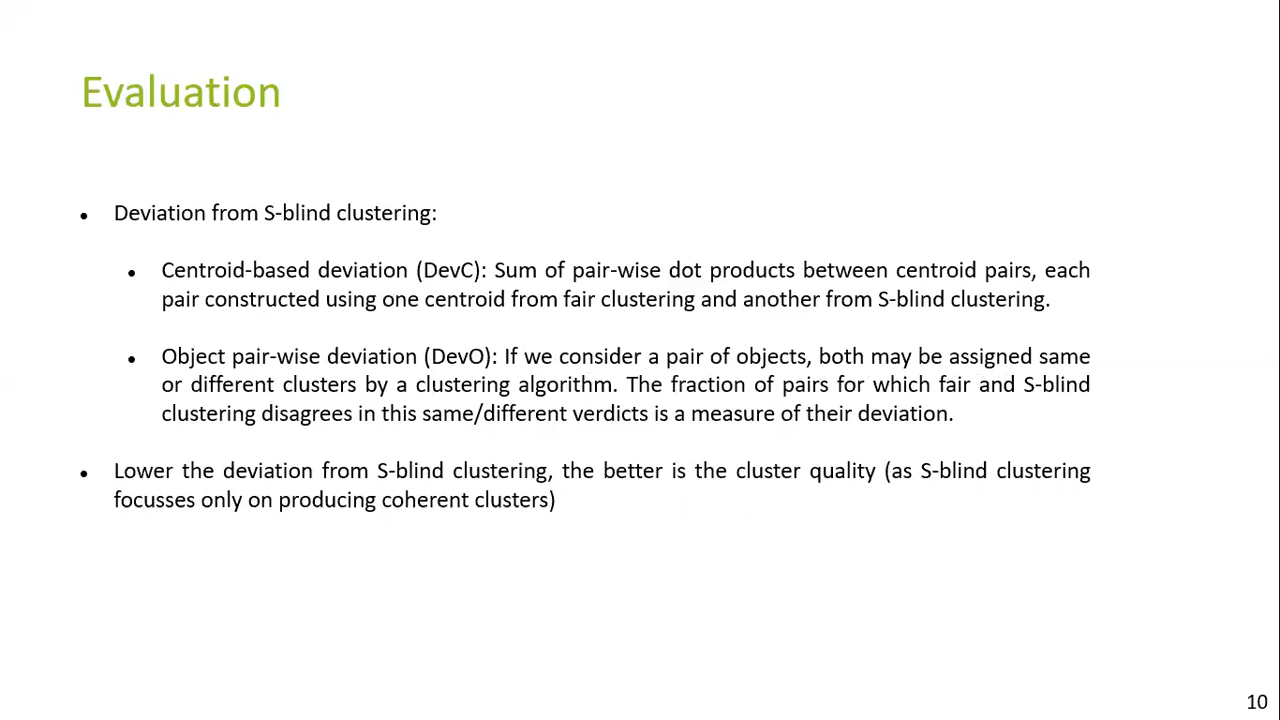 Evaluation
• Deviation from S-blind clustering:
• Centroid-based deviation (DevC): Sum of pair-wise dot products between centroid pairs, each
pair constructed using one centroid from fair clustering and another from S-blind clustering.
• Object pair-wise deviation (DevO): If we consider a pair of objects, both may be assigned same
or different clusters by a clustering algorithm. The fraction of pairs for which fair and S-blind
clustering disagrees in this same/different verdicts is a measure of their deviation.
• Lower the deviation from S-blind clustering, the better is the cluster quality (as S-blind clustering
focusses only on producing coherent clusters)
10